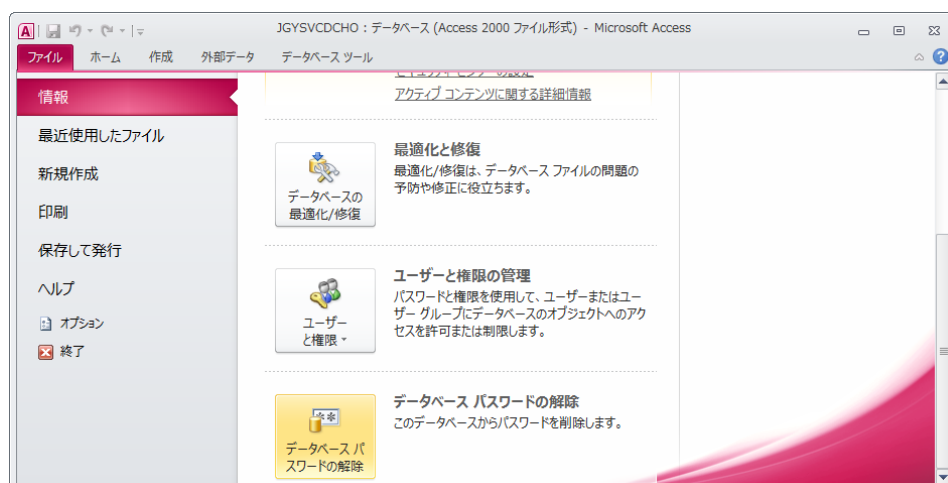 JGYSVCDCHO : データベース (Access 2000 ファイル形式) - Microsoft Access
ファイル ホーム 作成 外部データ データベース ツール
情報
最近使用したファイル
新規作成
印刷
保存して発行
ヘルプ
オプション
終了
セキュリティ センターの設定
アクティブ コンテンツに関する詳細情報
データベースの
最適化/修復
最適化と修復
最適化/修復は、データベース ファイルの問題の
予防や修正に役立ちます。
ユーザー
と権限
ユーザーと権限の管理
パスワードと権限を使用して、ユーザーまたはユー
ザー グループにデータベースのオブジェクトへのアク
セスを許可または制限します。
データベース パ
スワードの解除
データベース パスワードの解除
このデータベースからパスワードを削除します。